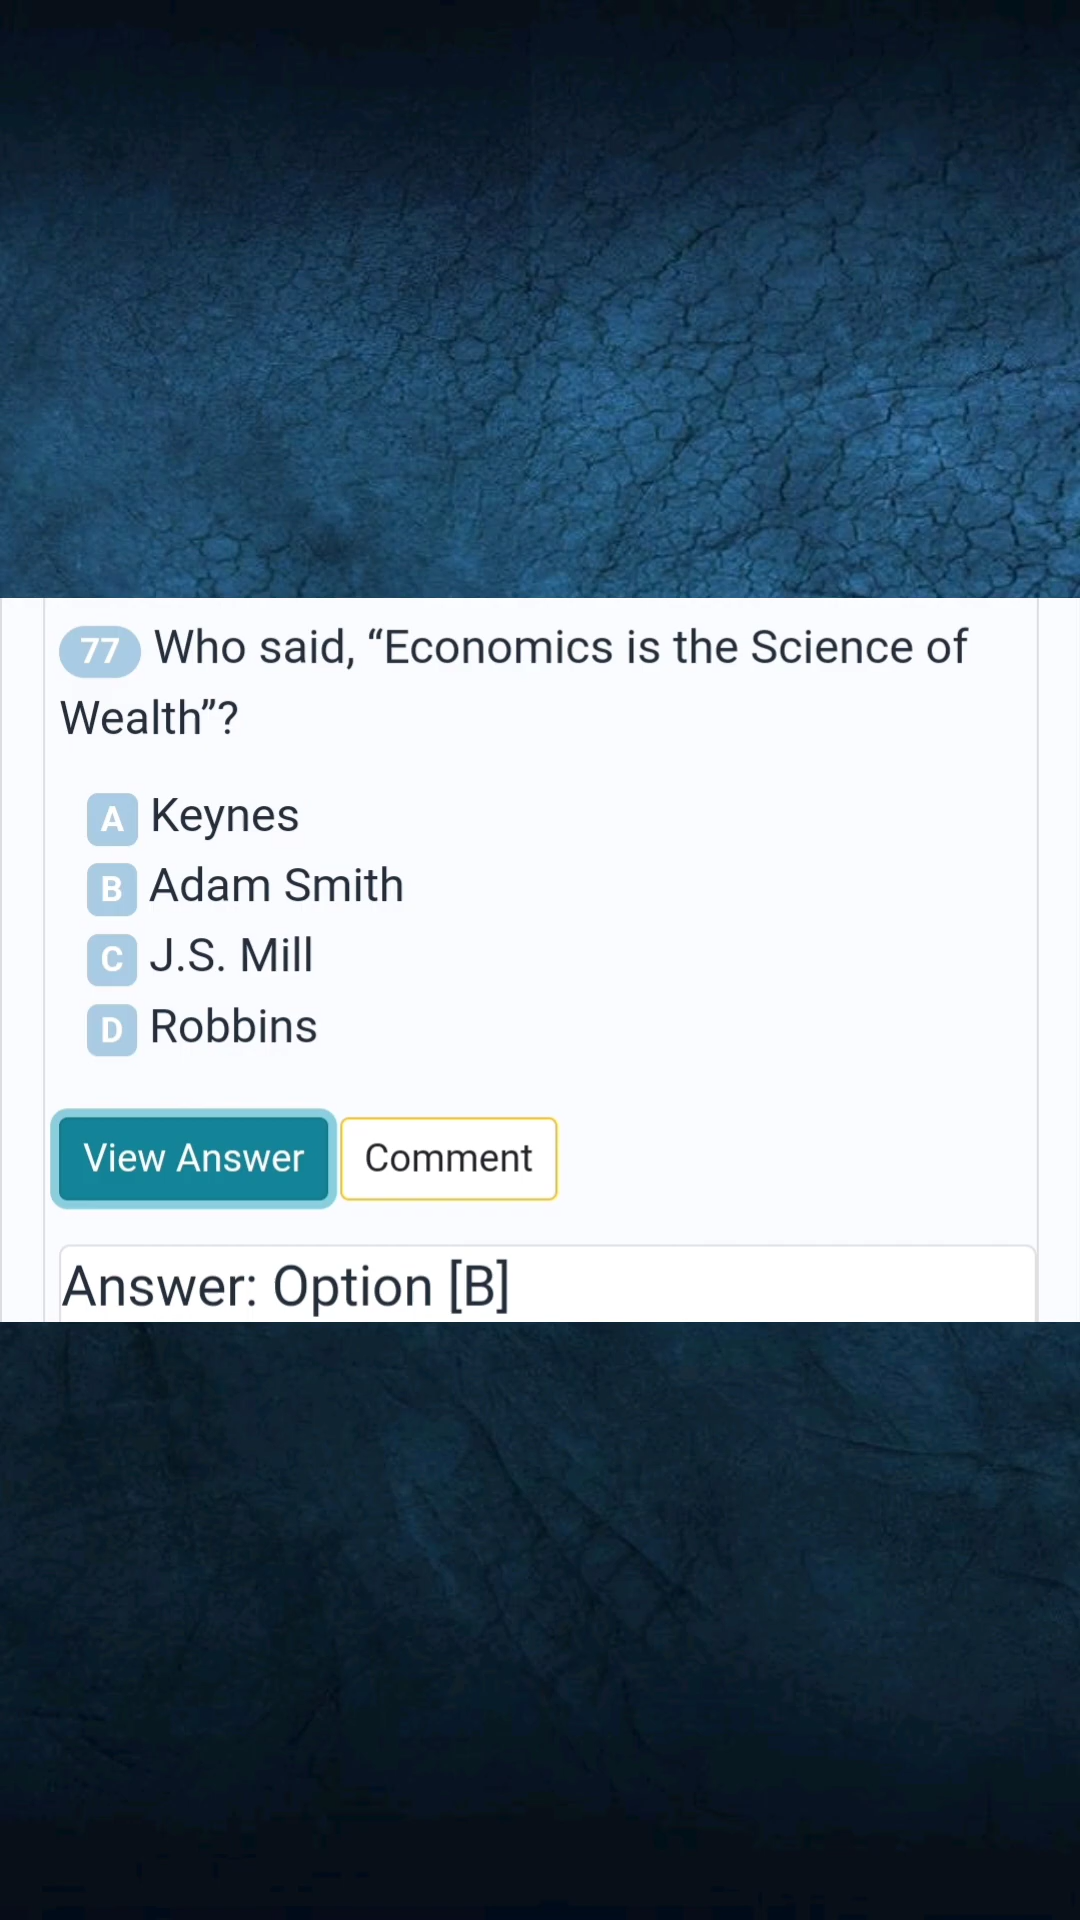 77 Who said, “Economics is the Science of
Wealth”?
A Keynes
B Adam Smith
C J.S. Mill
D Robbins
View Answer Comment
Answer: Option [B]